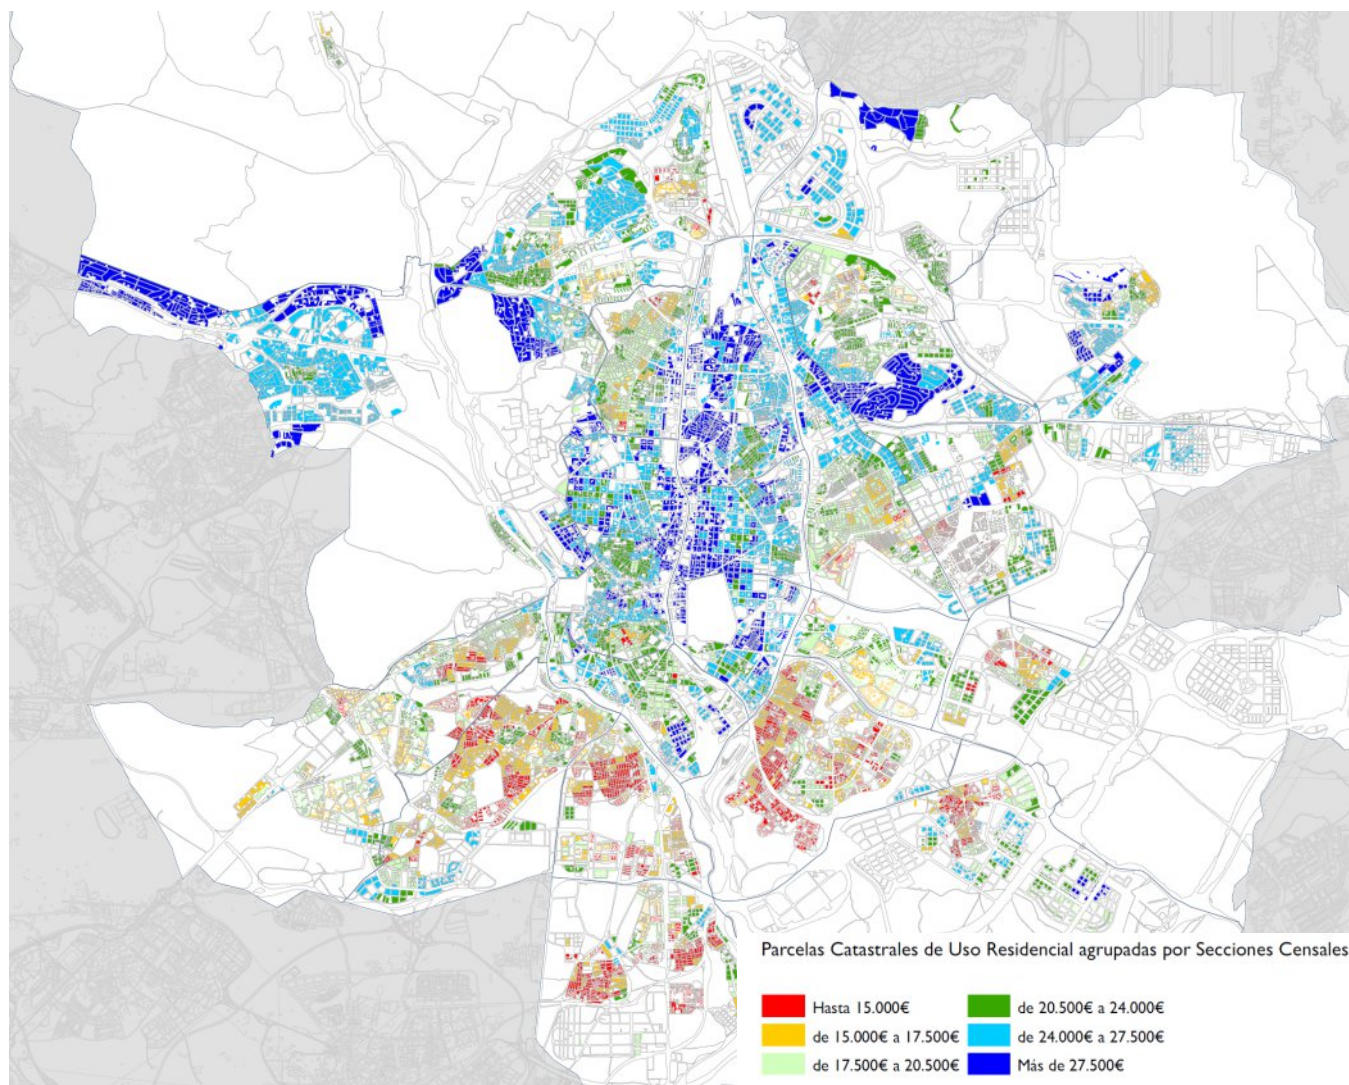 Parcelas Catastrales de Uso Residencial agrupadas por Secciones Censales
Hasta 15.000€
de 15.000€ a 17.500€
de 17.500€ a 20.500€
de 20.500€ a 24.000€
de 24.000€ a 27.500€
Más de 27.500€